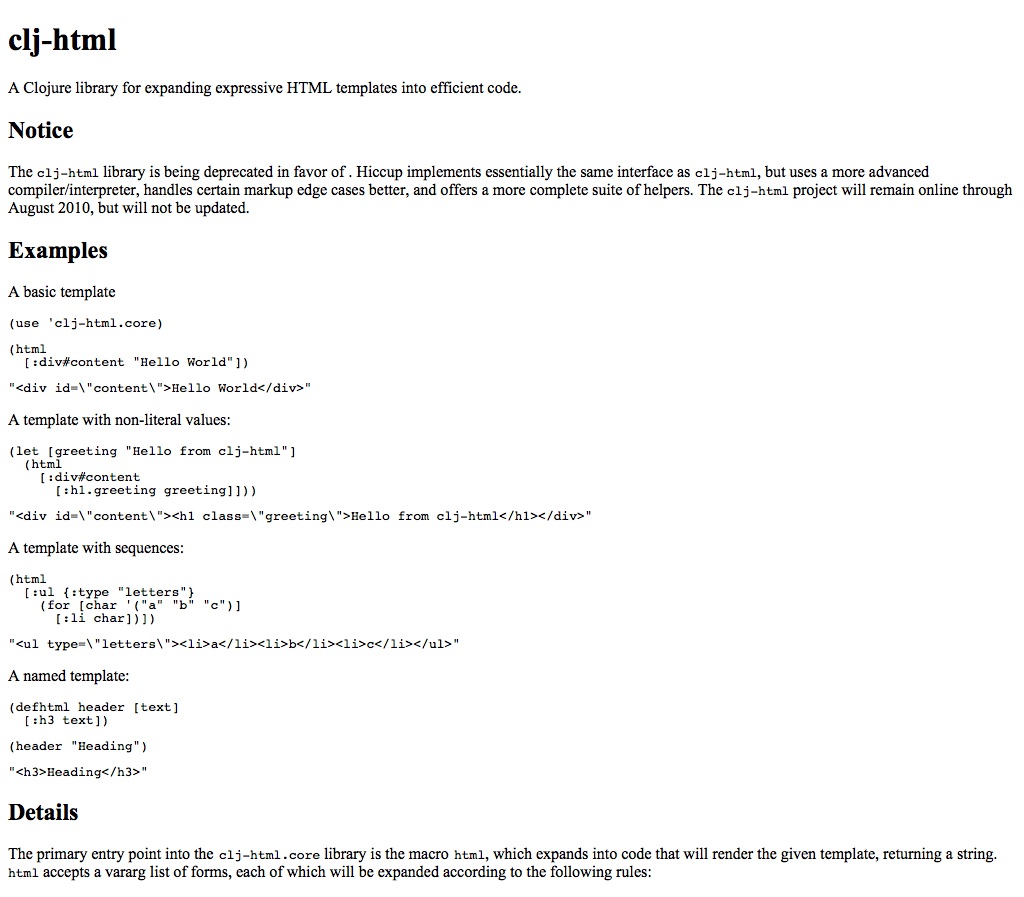 clj-html
A Clojure library for expanding expressive HTML templates into efficient code.
Notice
The clj-html library is being deprecated in favor of . Hiccup implements essentially the same interface as clj-html, but uses a more advanced
compiler/interpreter, handles certain markup edge cases better, and offers a more complete suite of helpers. The clj-html project will remain online through
August 2010, but will not be updated.
Examples
A basic template
(use 'clj-html.core)
(html
  [:div#content "Hello World"])
"<div id=\"content\">Hello World</div>"
A template with non-literal values:
(let [greeting "Hello from clj-html"]
  (html
    [:div#content
      [:h1.greeting greeting]]))
"<div id=\"content\"><h1 class=\"greeting\">Hello from clj-html</h1></div>"
A template with sequences:
(html
  [:ul {:type "letters"}
    (for [char '("a" "b" "c")]
      [:li char])])
"<ul type=\"letters\"><li>a</li><li>b</li><li>c</li></ul>"
A named template:
(defhtml header [text]
  [:h3 text])
(header "Heading")
"<h3>Heading</h3>"
Details
The primary entry point into the clj-html.core library is the macro html, which expands into code that will render the given template, returning a string.
html accepts a vararg list of forms, each of which will be expanded according to the following rules: